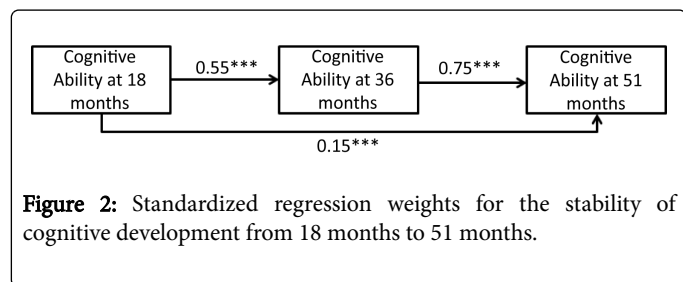 Cognitive
Ability at 18
months
0.55***
Cognitive
Ability at 36
months
0.75***
Cognitive
Ability at 51
months
0.15***
Figure 2: Standardized regression weights for the stability of
cognitive development from 18 months to 51 months.